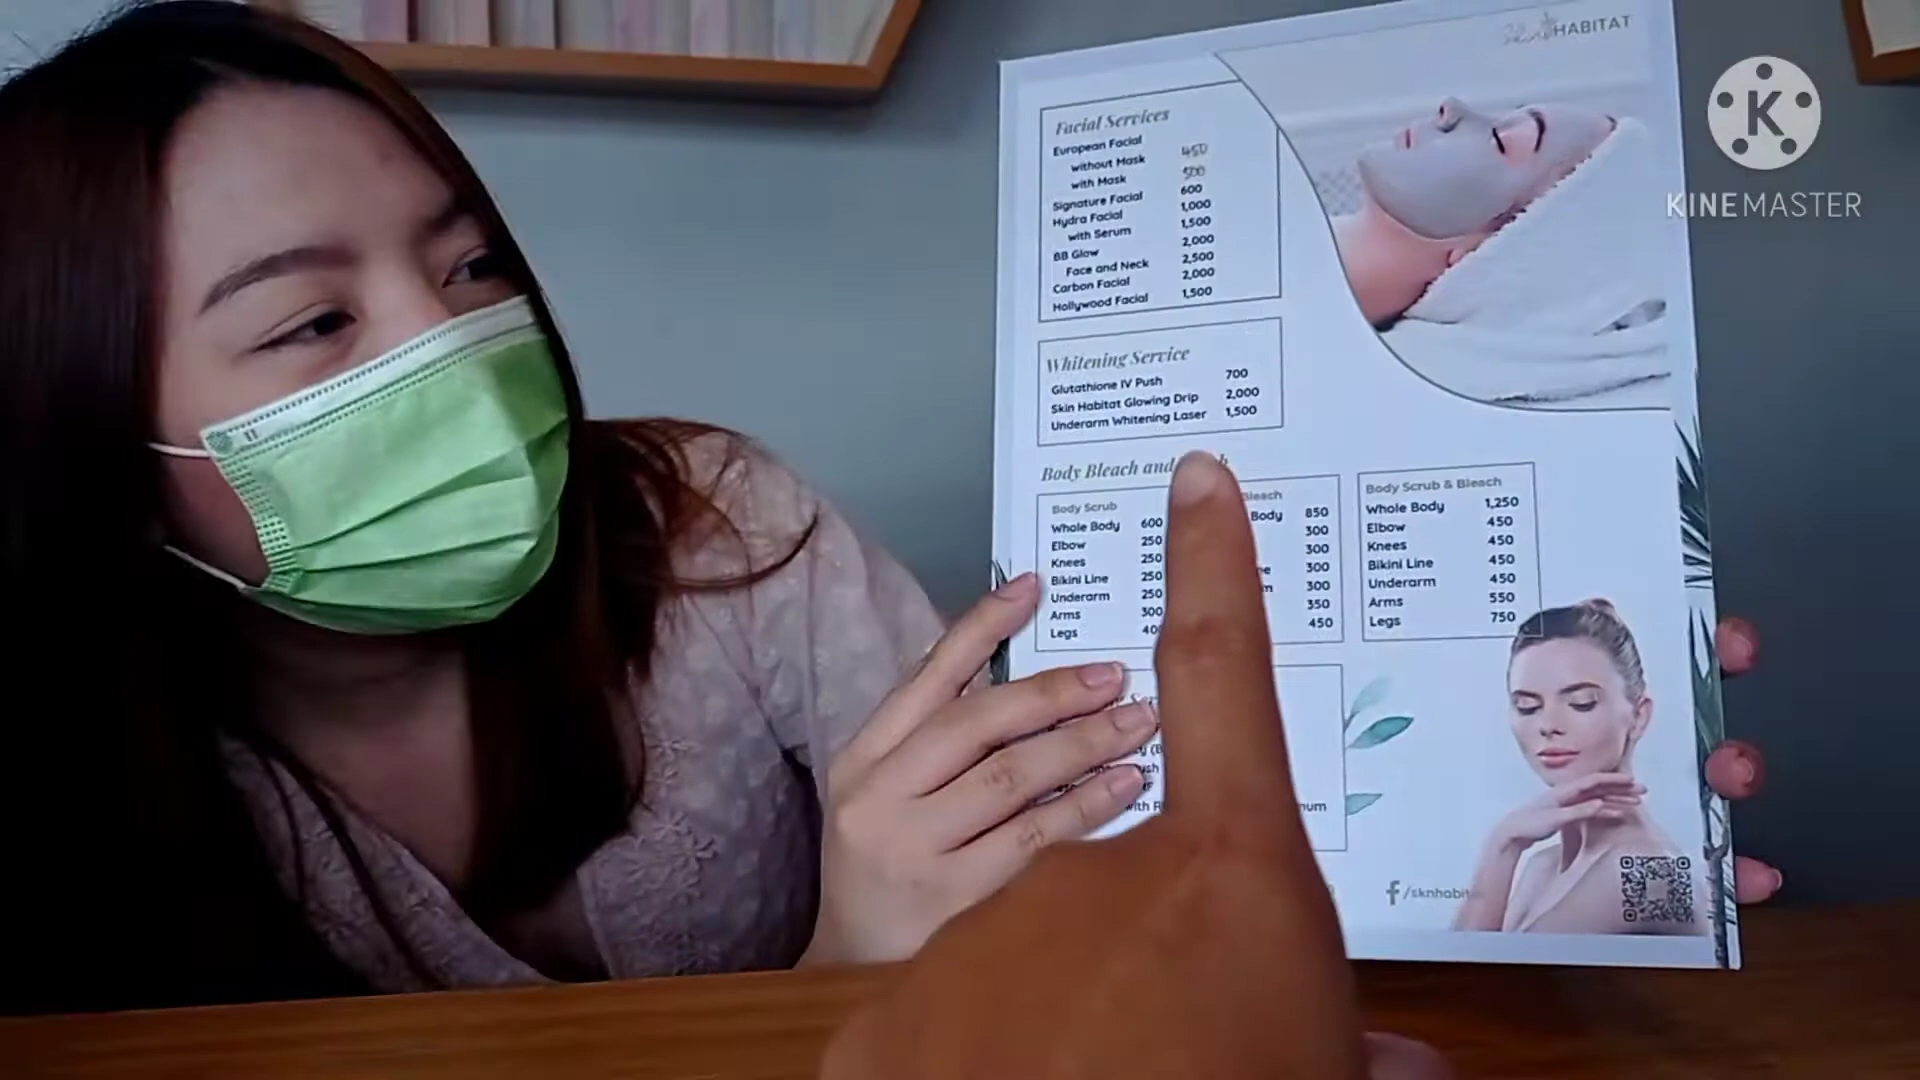 HABITAT
KINEMASTER
Facial Services
European Facial
without Mask 450
with Mask 500
Signature Facial 600
Hydra Facial 1,000
with Serum 1,500
BB Glow 2,000
Face and Neck 2,500
Carbon Facial 2,000
Hollywood Facial 1,500
Whitening Service
Glutathione IV Push 700
Skin Habitat Glowing Drip 2,000
Underarm Whitening Laser 1,500
Body Bleach and
Body Scrub
Whole Body 600
Elbow 250
Knees 250
Bikini Line 250
Underarm 250
Arms 300
Legs
Bleach
Body 850
300
300
300
300
350
450
Body Scrub & Bleach
Whole Body 1,250
Elbow 450
Knees 450
Bikini Line 450
Underarm 450
Arms 550
Legs 750